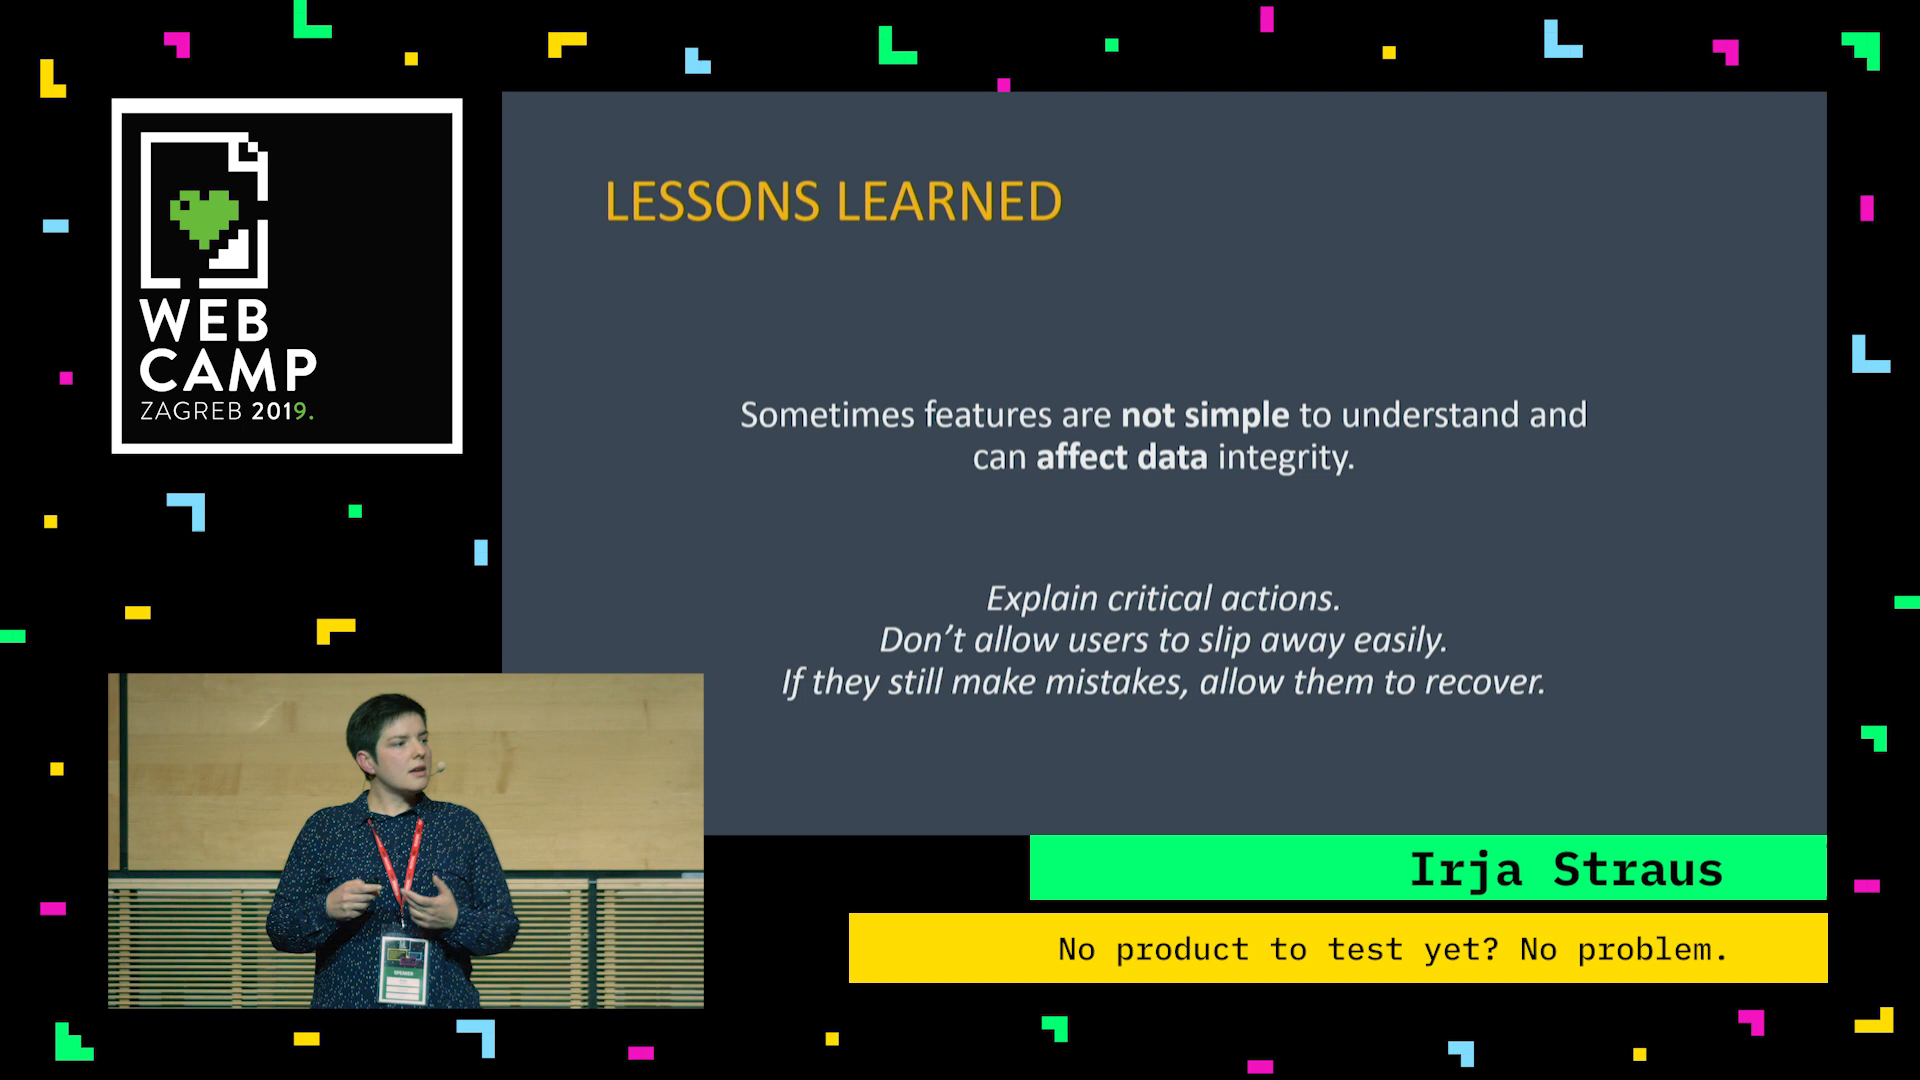 WEB
CAMP
ZAGREB 2019.
LESSONS LEARNED
Sometimes features are not simple to understand and
can affect data integrity.
Explain critical actions.
Don’t allow users to slip away easily.
If they still make mistakes, allow them to recover.
SPEAKER
Irja Straus
No product to test yet? No problem.